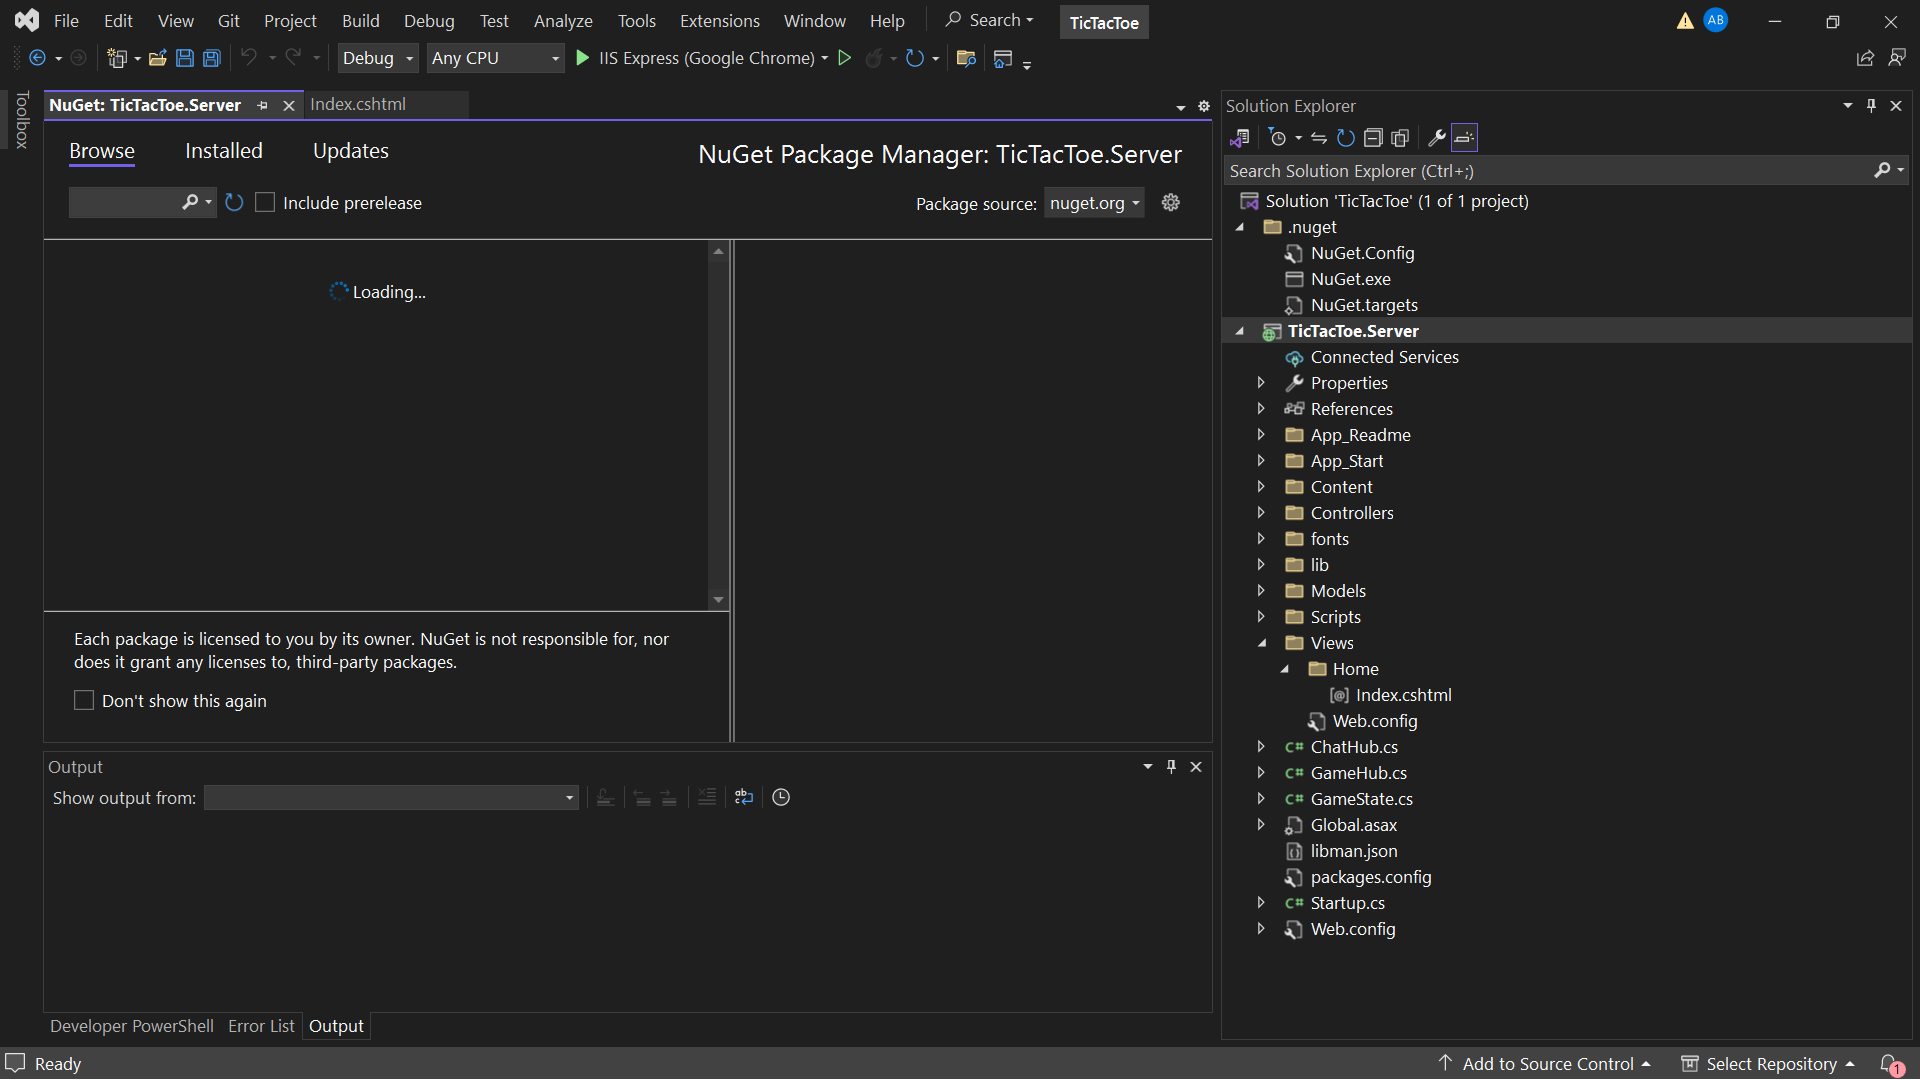 File Edit View Git Project Build Debug Test Analyze Tools Extensions Window Help Search TicTacToe AB
Debug Any CPU IIS Express (Google Chrome)
Toolbox
NuGet: TicTacToe.Server Index.cshtml
Browse Installed Updates NuGet Package Manager: TicTacToe.Server
Include prerelease Package source: nuget.org
Loading...
Each package is licensed to you by its owner. NuGet is not responsible for, nor
does it grant any licenses to, third-party packages.
Don't show this again
Output
Show output from:
Developer PowerShell Error List Output
Solution Explorer
Search Solution Explorer (Ctrl+;)
Solution 'TicTacToe' (1 of 1 project)
.nuget
NuGet.Config
NuGet.exe
NuGet.targets
TicTacToe.Server
Connected Services
Properties
References
App_Readme
App_Start
Content
Controllers
fonts
lib
Models
Scripts
Views
Home
Index.cshtml
Web.config
C# ChatHub.cs
C# GameHub.cs
C# GameState.cs
Global.asax
libman.json
packages.config
C# Startup.cs
Web.config
Ready Add to Source Control Select Repository 1